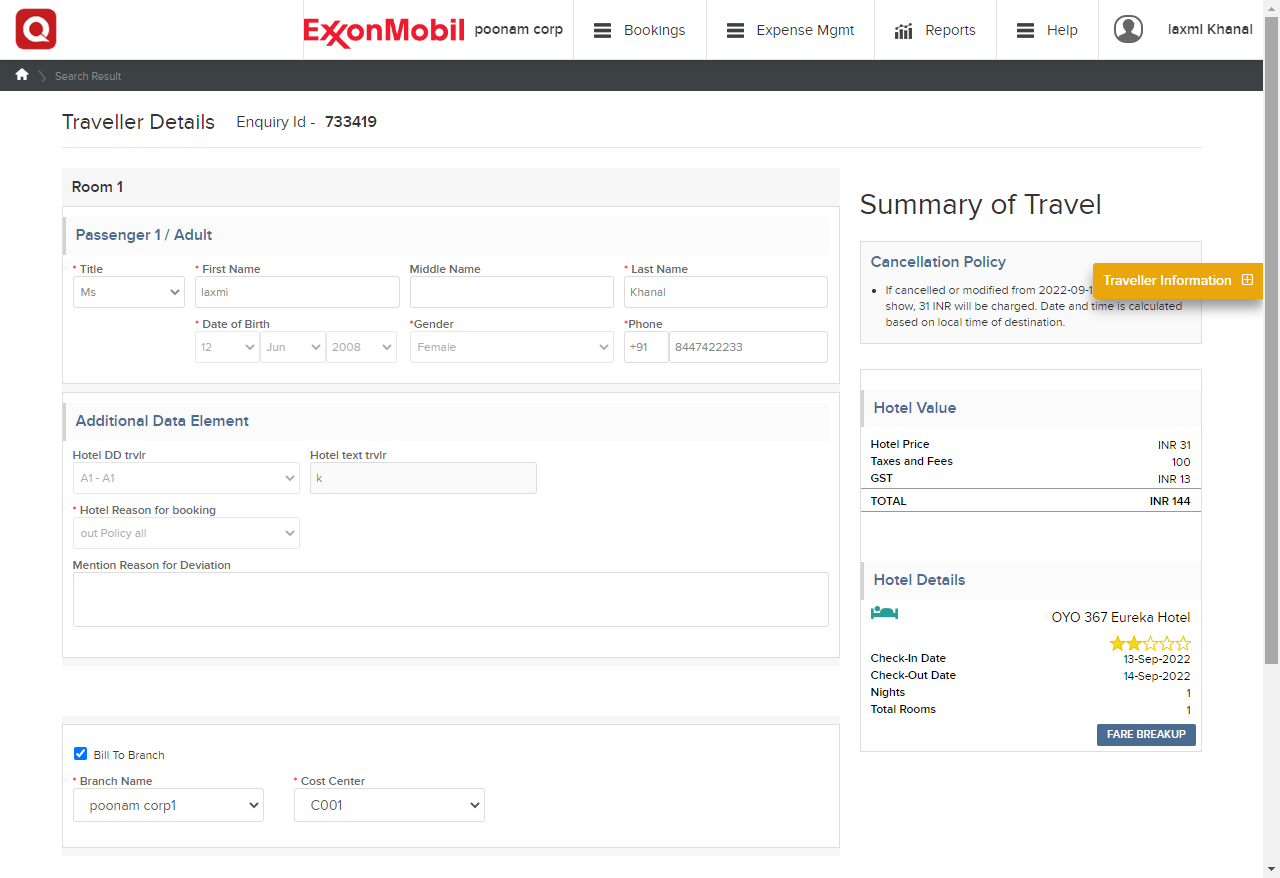 Q
ExxonMobil
poonam corp
Bookings
Expense Mgmt
Reports
Help
laxmi Khanal
Search Result
Traveller Details
Enquiry Id - 733419
Room 1
Passenger 1 / Adult
* Title
* First Name
Middle Name
* Last Name
Ms
laxmi
Khanal
* Date of Birth
*Gender
*Phone
12
Jun
2008
Female
+91
8447422233
Additional Data Element
Hotel DD trvlr
Hotel text trvlr
A1 - A1
k
* Hotel Reason for booking
out Policy all
Mention Reason for Deviation
Bill To Branch
* Branch Name
* Cost Center
poonam corp1
C001
Summary of Travel
Cancellation Policy
Traveller Information
• If cancelled or modified from 2022-09-1
show, 31 INR will be charged. Date and time is calculated
based on local time of destination.
Hotel Value
Hotel Price INR 31
Taxes and Fees 100
GST INR 13
TOTAL INR 144
Hotel Details
OYO 367 Eureka Hotel
Check-In Date 13-Sep-2022
Check-Out Date 14-Sep-2022
Nights 1
Total Rooms 1
FARE BREAKUP